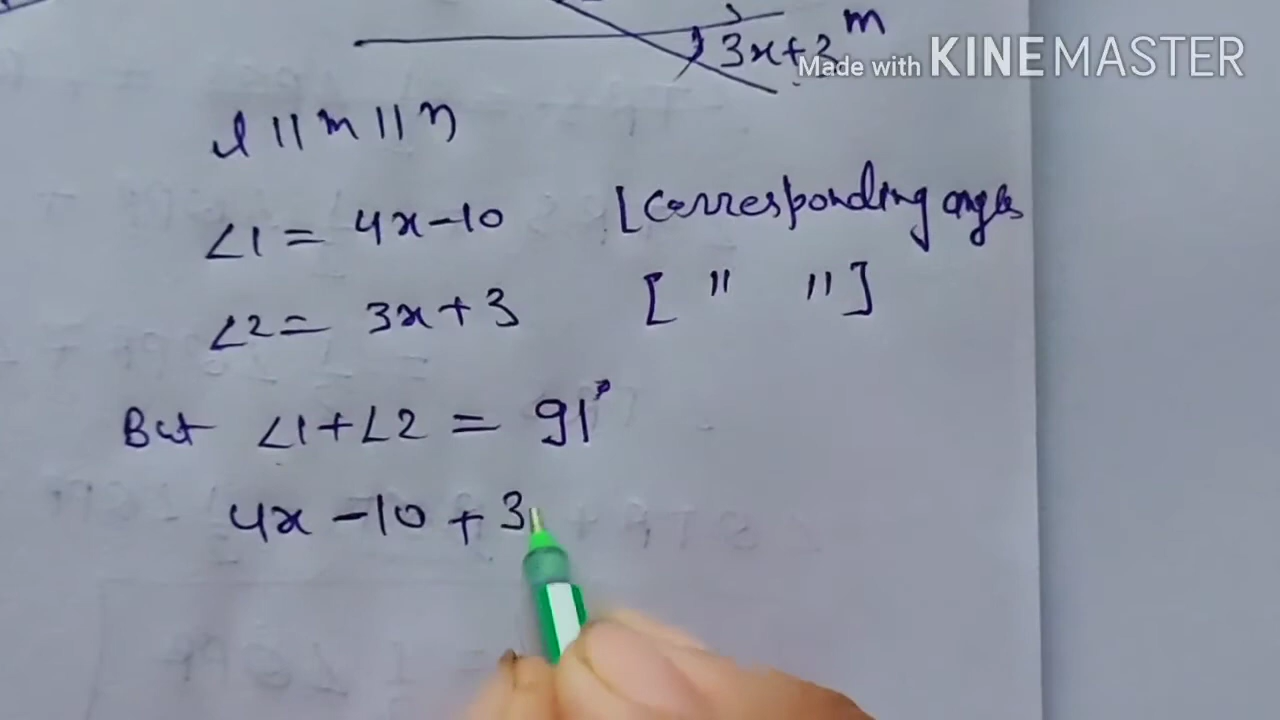 m
3x+3
Made with KINEMASTER
l || m || n
∠1 = 4x-10 [corresponding angles
∠2 = 3x+3 [ " " ]
But ∠1+∠2 = 91°
4x -10 + 3